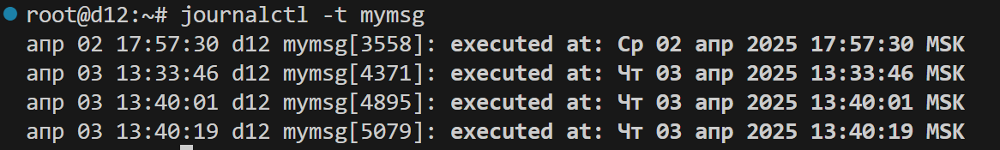 root@d12:~# journalctl -t mymsg
апр 02 17:57:30 d12 mymsg[3558]: executed at: Ср 02 апр 2025 17:57:30 MSK
апр 03 13:33:46 d12 mymsg[4371]: executed at: Чт 03 апр 2025 13:33:46 MSK
апр 03 13:40:01 d12 mymsg[4895]: executed at: Чт 03 апр 2025 13:40:01 MSK
апр 03 13:40:19 d12 mymsg[5079]: executed at: Чт 03 апр 2025 13:40:19 MSK